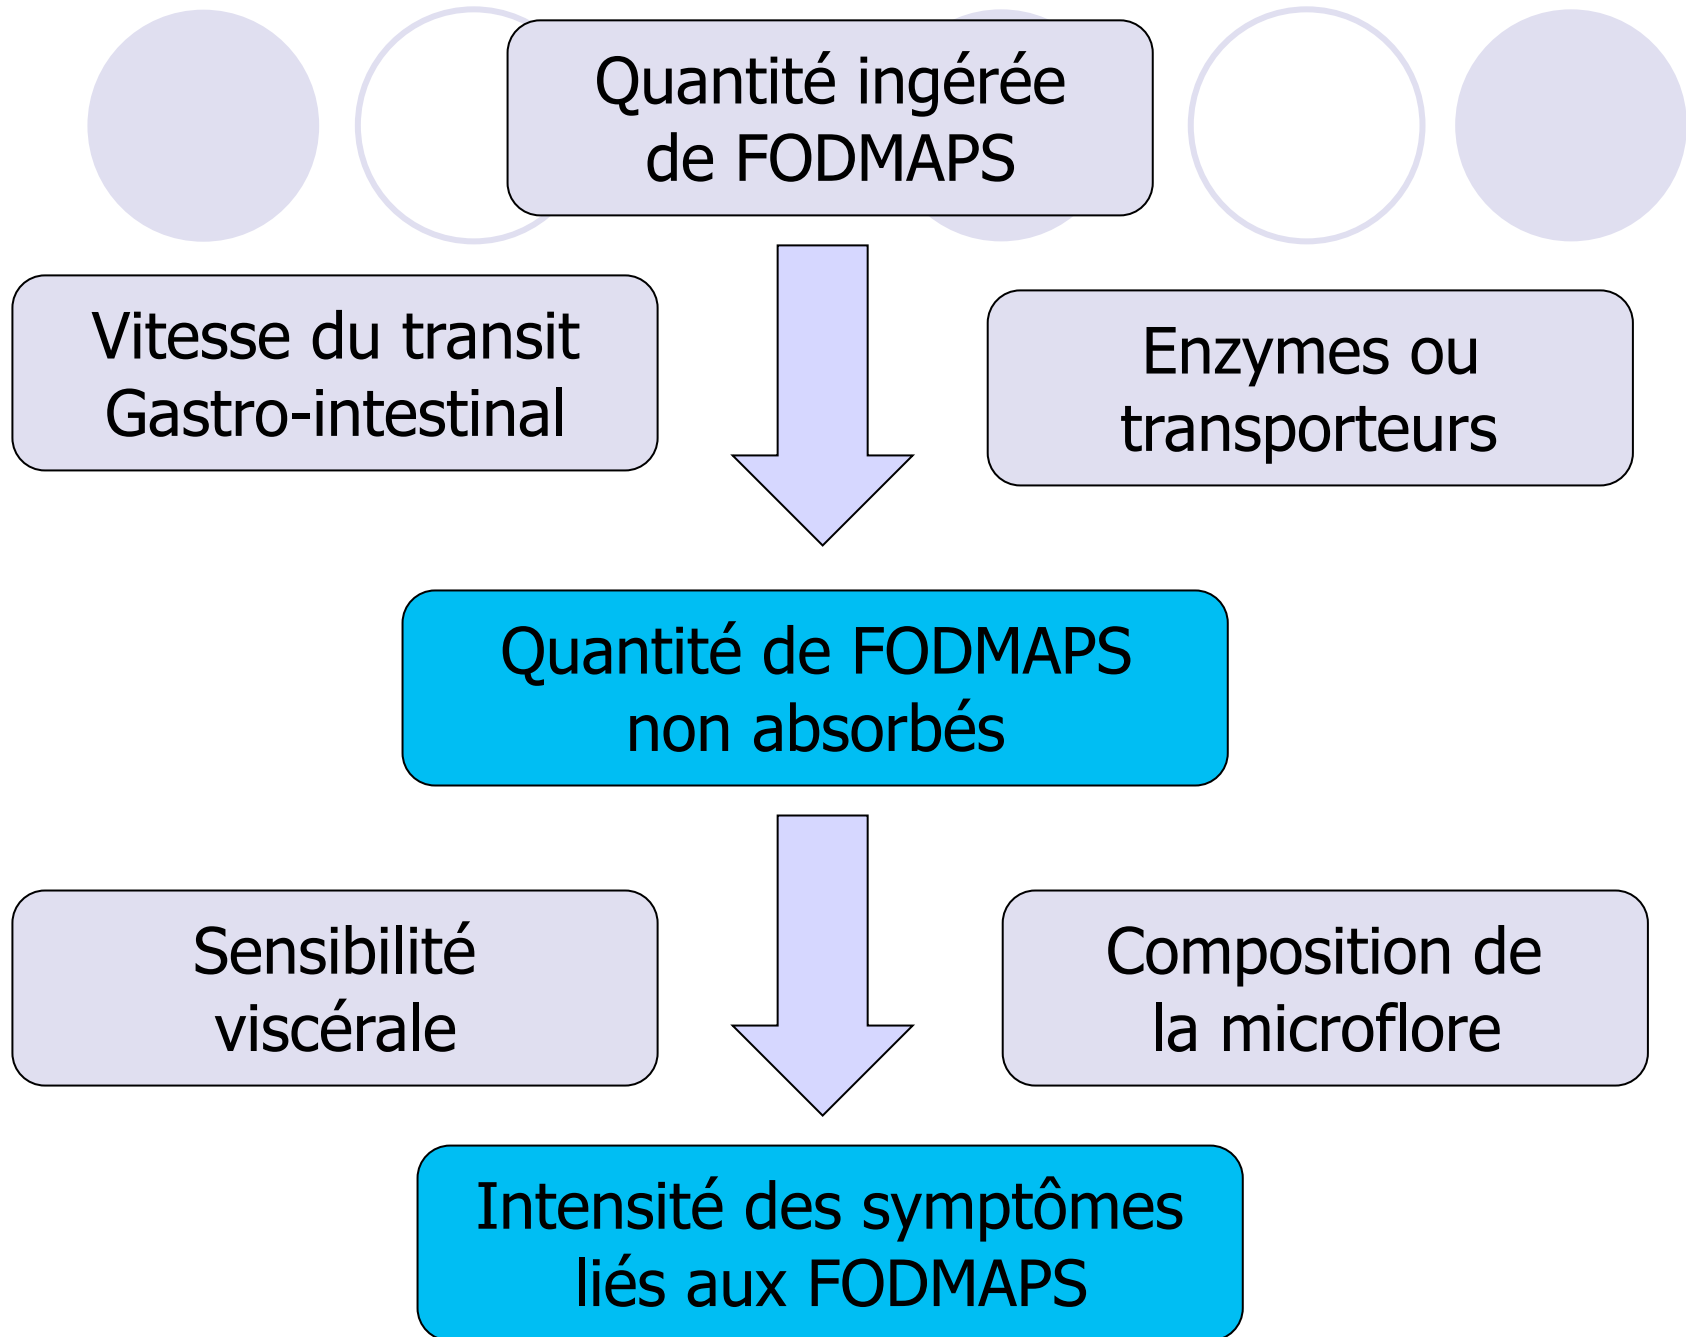 Quantité ingérée
de FODMAPS
Vitesse du transit
Gastro-intestinal
Enzymes ou
transporteurs
Quantité de FODMAPS
non absorbés
Sensibilité
viscérale
Composition de
la microflore
Intensité des symptômes
liés aux FODMAPS